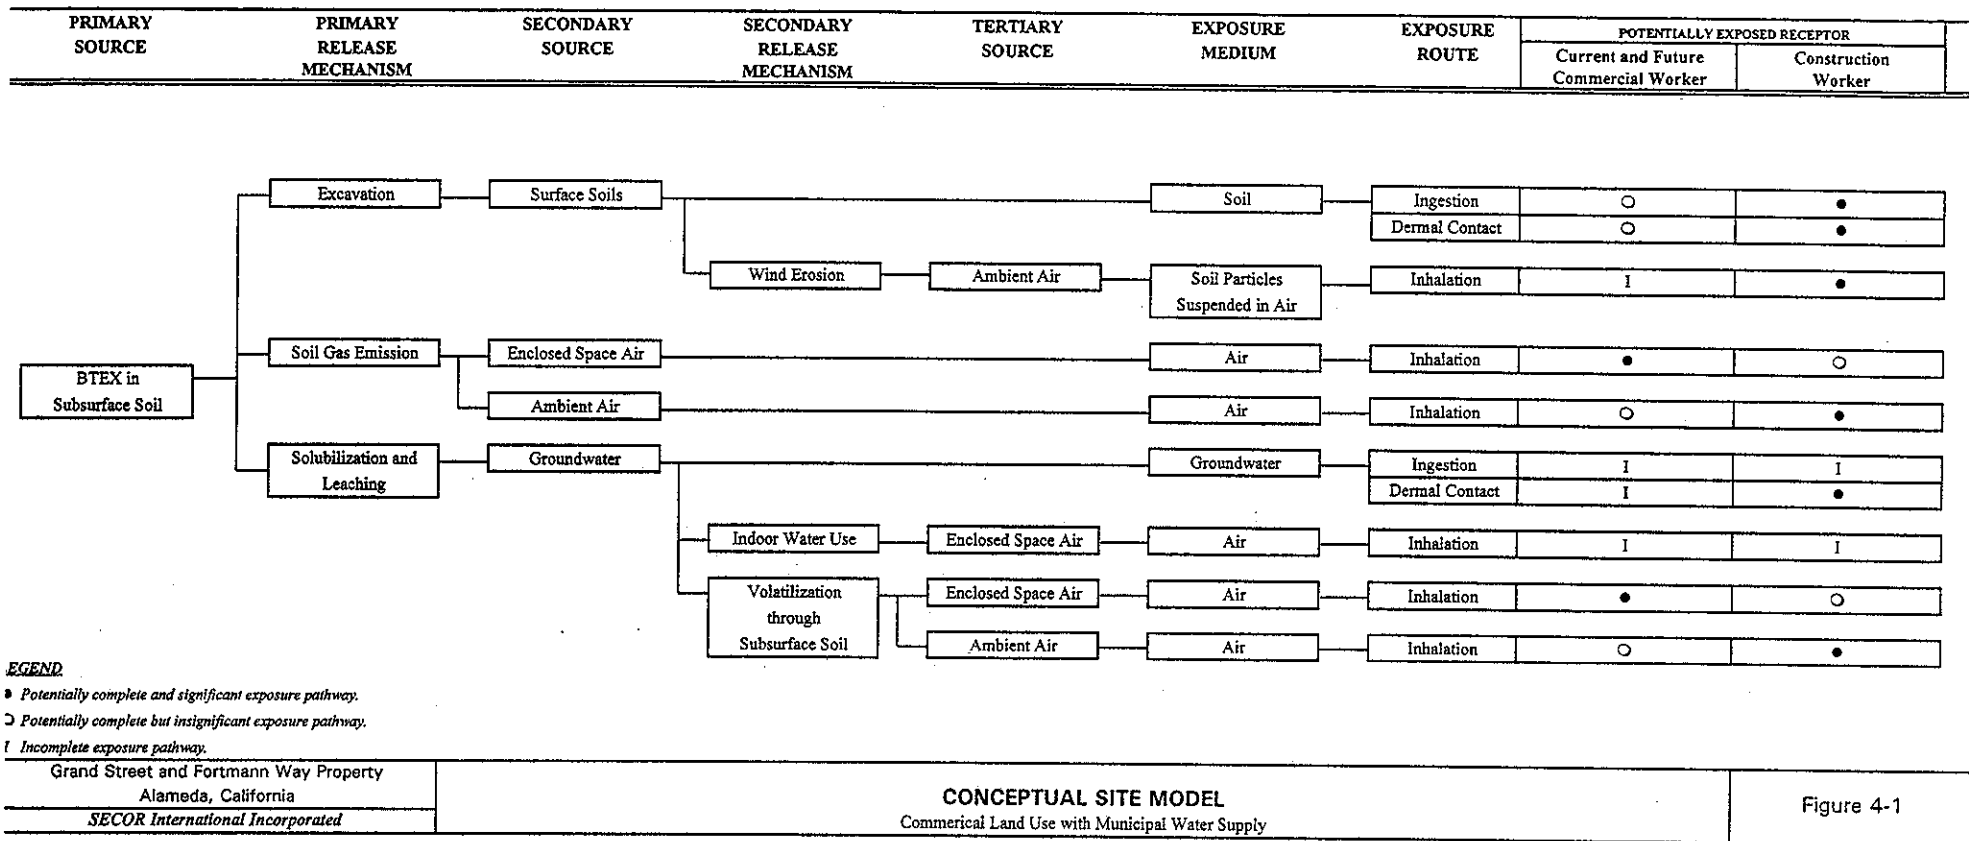 PRIMARY SOURCE
PRIMARY RELEASE MECHANISM
SECONDARY SOURCE
SECONDARY RELEASE MECHANISM
TERTIARY SOURCE
EXPOSURE MEDIUM
EXPOSURE ROUTE
POTENTIALLY EXPOSED RECEPTOR
Current and Future Commercial Worker
Construction Worker
Excavation
Surface Soils
Soil
Ingestion
○
●
Dermal Contact
○
●
Wind Erosion
Ambient Air
Soil Particles
Suspended in Air
Inhalation
I
●
Soil Gas Emission
Enclosed Space Air
Air
Inhalation
●
○
BTEX in
Subsurface Soil
Ambient Air
Air
Inhalation
○
●
Solubilization and
Leaching
Groundwater
Groundwater
Ingestion
I
I
Dermal Contact
I
●
Indoor Water Use
Enclosed Space Air
Air
Inhalation
I
I
Volatilization
through
Subsurface Soil
Enclosed Space Air
Air
Inhalation
●
○
Ambient Air
Air
Inhalation
○
●
EGEND
● Potentially complete and significant exposure pathway.
○ Potentially complete but insignificant exposure pathway.
I Incomplete exposure pathway.
Grand Street and Fortmann Way Property
Alameda, California
SECOR International Incorporated
CONCEPTUAL SITE MODEL
Commerical Land Use with Municipal Water Supply
Figure 4-1